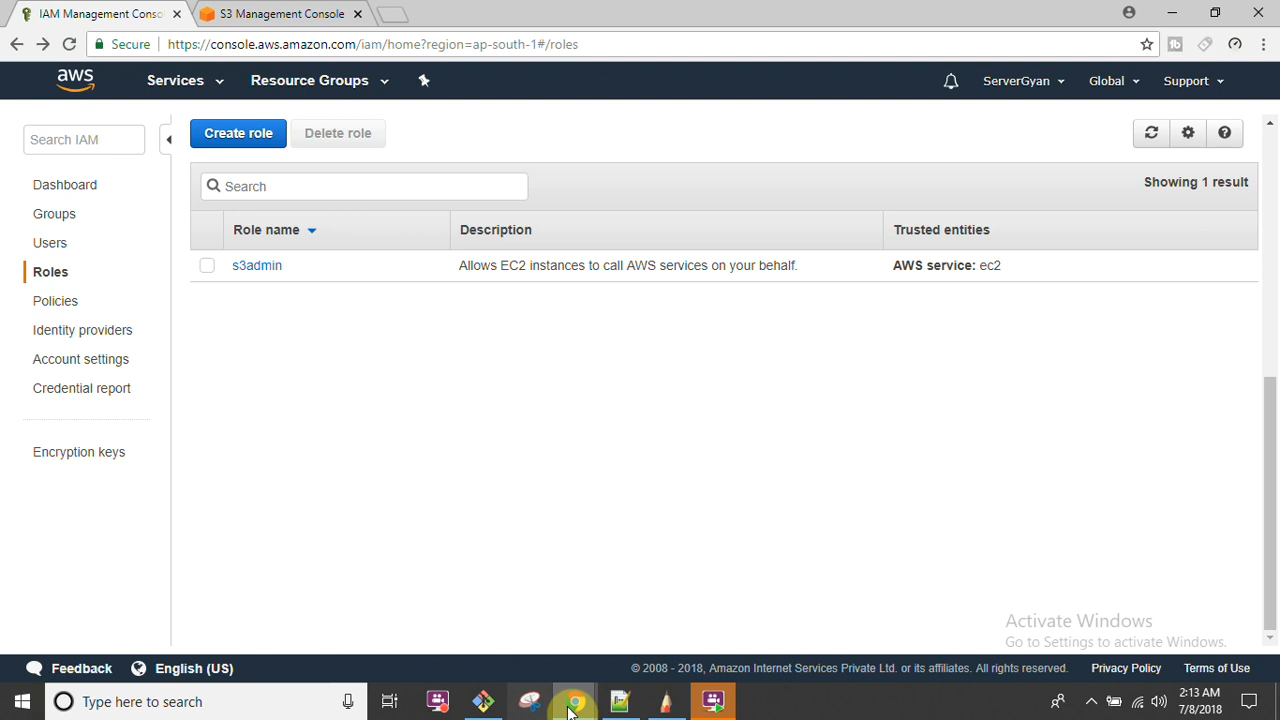 IAM Management Conso
S3 Management Console
Secure
https://console.aws.amazon.com/iam/home?region=ap-south-1#/roles
aws
Services
Resource Groups
ServerGyan
Global
Support
Search IAM
Dashboard
Groups
Users
Roles
Policies
Identity providers
Account settings
Credential report
Encryption keys
Create role
Delete role
Search
Showing 1 result
Role name
Description
Trusted entities
s3admin
Allows EC2 instances to call AWS services on your behalf.
AWS service: ec2
Activate Windows
Go to Settings to activate Windows.
Feedback
English (US)
© 2008 - 2018, Amazon Internet Services Private Ltd. or its affiliates. All rights reserved.
Privacy Policy
Terms of Use
Type here to search
2:13 AM
7/8/2018